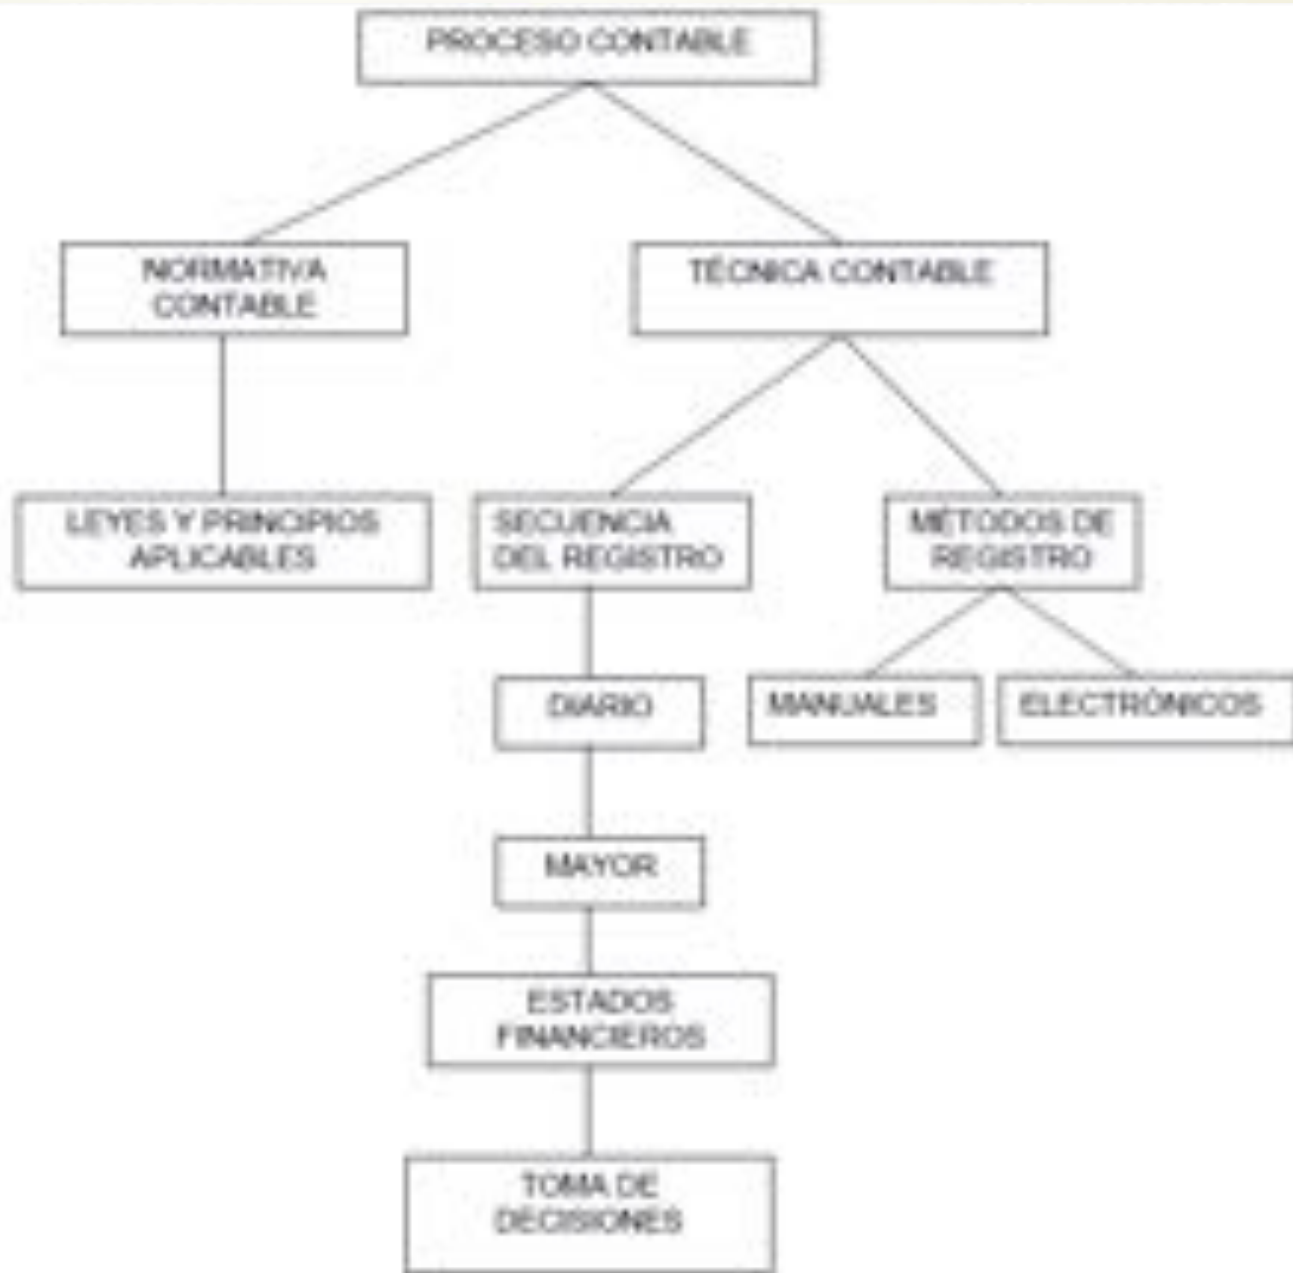 PROCESO CONTABLE
NORMATIVA
CONTABLE
TÉCNICA CONTABLE
LEYES Y PRINCIPIOS
APLICABLES
SECUENCIA
DEL REGISTRO
MÉTODOS DE
REGISTRO
DIARIO
MANUALES
ELECTRÓNICOS
MAYOR
ESTADOS
FINANCIEROS
TOMA DE
DECISIONES